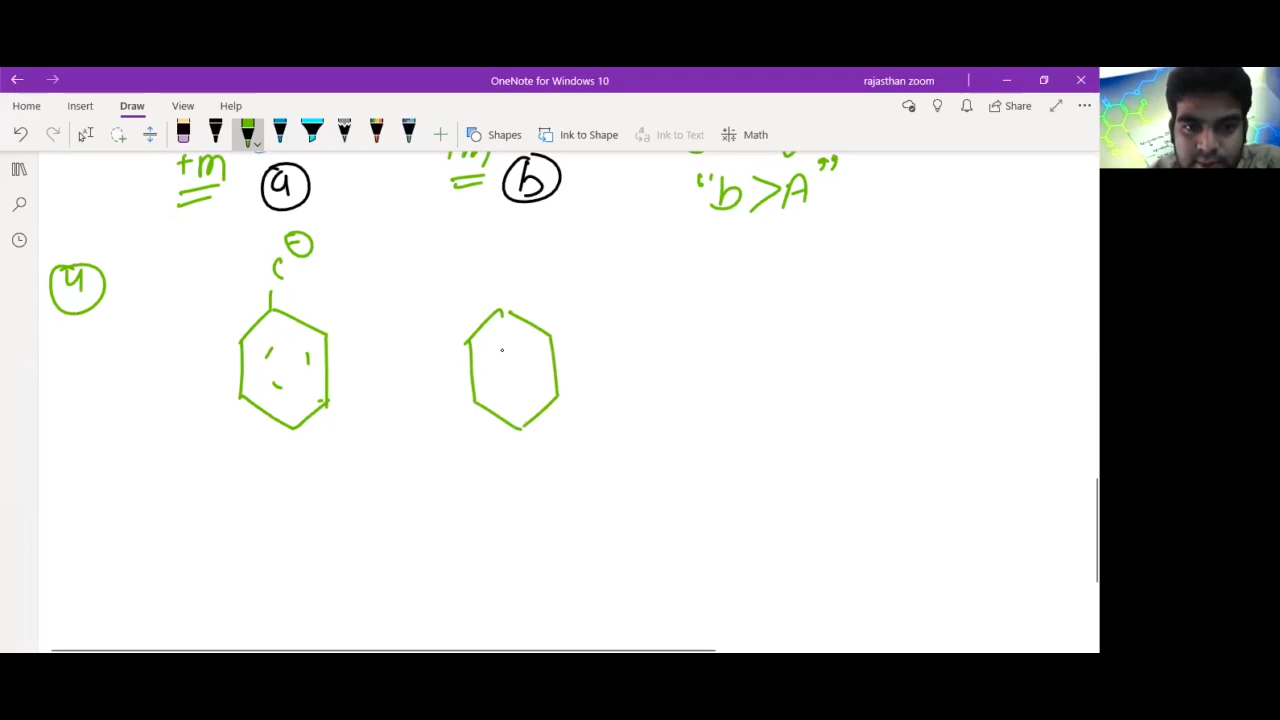 OneNote for Windows 10
rajasthan zoom
Home Insert Draw View Help
Share
Shapes
Ink to Shape
Ink to Text
Math
+m
a
b
"b > A"
4
C